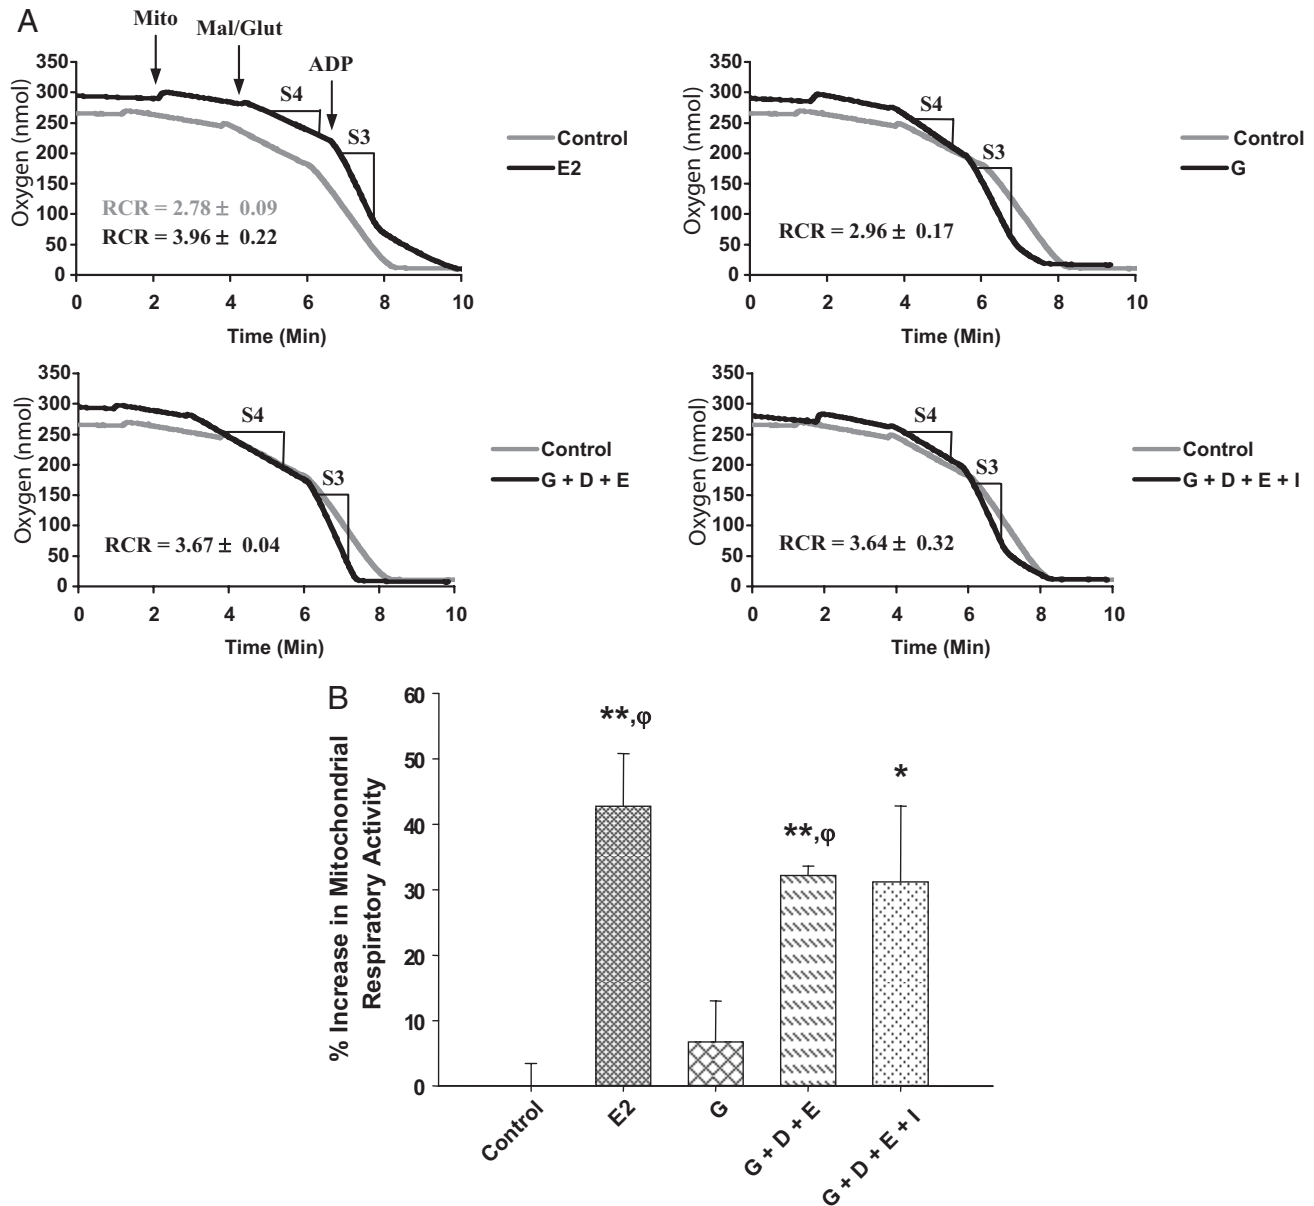 A
Mito
Mal/Glut
ADP
S4
S3
350
300
250
200
150
100
50
0
Oxygen (nmol)
RCR = 2.78 ± 0.09
RCR = 3.96 ± 0.22
0 2 4 6 8 10
Time (Min)
Control
E2
350
300
250
200
150
100
50
0
Oxygen (nmol)
S4
S3
RCR = 2.96 ± 0.17
0 2 4 6 8 10
Time (Min)
Control
G
350
300
250
200
150
100
50
0
Oxygen (nmol)
S4
S3
RCR = 3.67 ± 0.04
0 2 4 6 8 10
Time (Min)
Control
G + D + E
350
300
250
200
150
100
50
0
Oxygen (nmol)
S4
S3
RCR = 3.64 ± 0.32
0 2 4 6 8 10
Time (Min)
Control
G + D + E + I
B
% Increase in Mitochondrial
Respiratory Activity
60
50
40
30
20
10
0
**,φ
**,φ
*
Control
E2
G
G + D + E
G + D + E + I